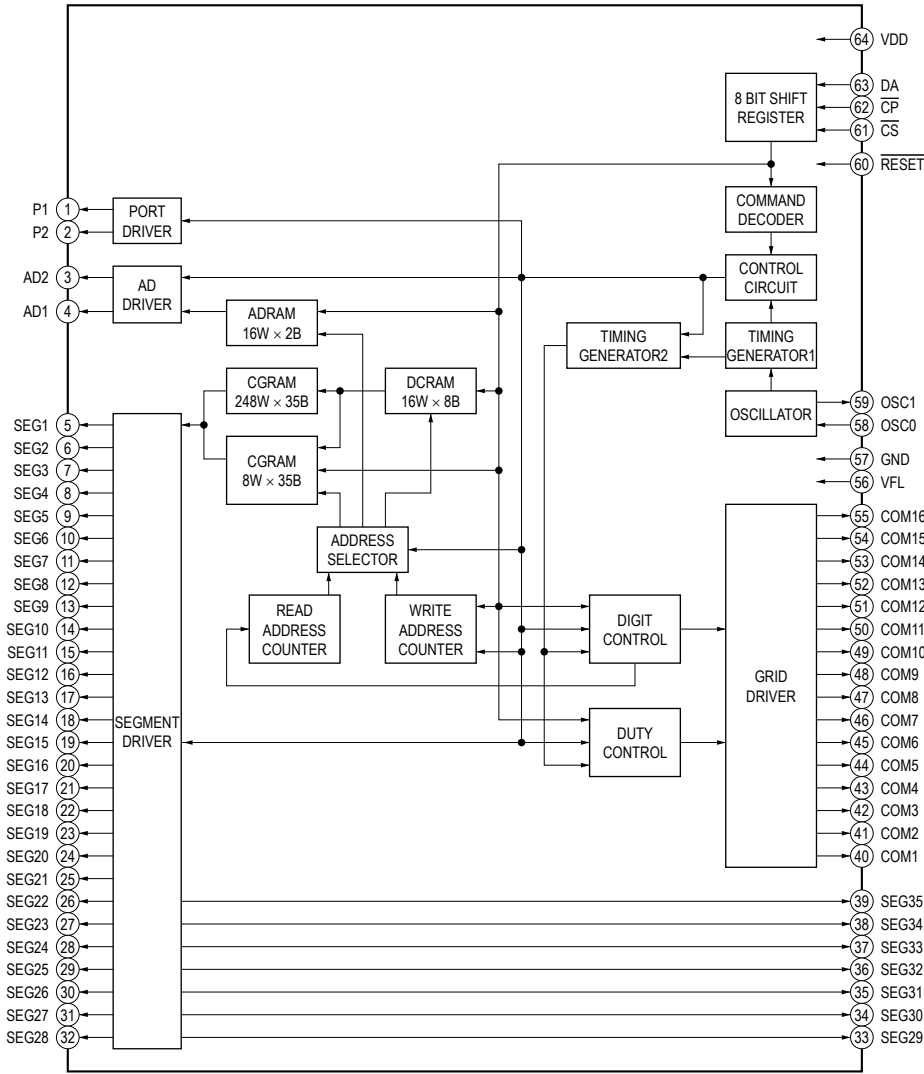 64 VDD
63 DA
62 CP
61 CS
60 RESET
8 BIT SHIFT
REGISTER
COMMAND
DECODER
P1 1
P2 2
PORT
DRIVER
AD2 3
AD1 4
AD
DRIVER
ADRAM
16W × 2B
CONTROL
CIRCUIT
TIMING
GENERATOR2
TIMING
GENERATOR1
CGRAM
248W × 35B
DCRAM
16W × 8B
OSCILLATOR
59 OSC1
58 OSC0
57 GND
56 VFL
CGRAM
8W × 35B
ADDRESS
SELECTOR
READ
ADDRESS
COUNTER
WRITE
ADDRESS
COUNTER
DIGIT
CONTROL
DUTY
CONTROL
GRID
DRIVER
SEGMENT
DRIVER
SEG1 5
SEG2 6
SEG3 7
SEG4 8
SEG5 9
SEG6 10
SEG7 11
SEG8 12
SEG9 13
SEG10 14
SEG11 15
SEG12 16
SEG13 17
SEG14 18
SEG15 19
SEG16 20
SEG17 21
SEG18 22
SEG19 23
SEG20 24
SEG21 25
SEG22 26
SEG23 27
SEG24 28
SEG25 29
SEG26 30
SEG27 31
SEG28 32
55 COM16
54 COM15
53 COM14
52 COM13
51 COM12
50 COM11
49 COM10
48 COM9
47 COM8
46 COM7
45 COM6
44 COM5
43 COM4
42 COM3
41 COM2
40 COM1
39 SEG35
38 SEG34
37 SEG33
36 SEG32
35 SEG31
34 SEG30
33 SEG29